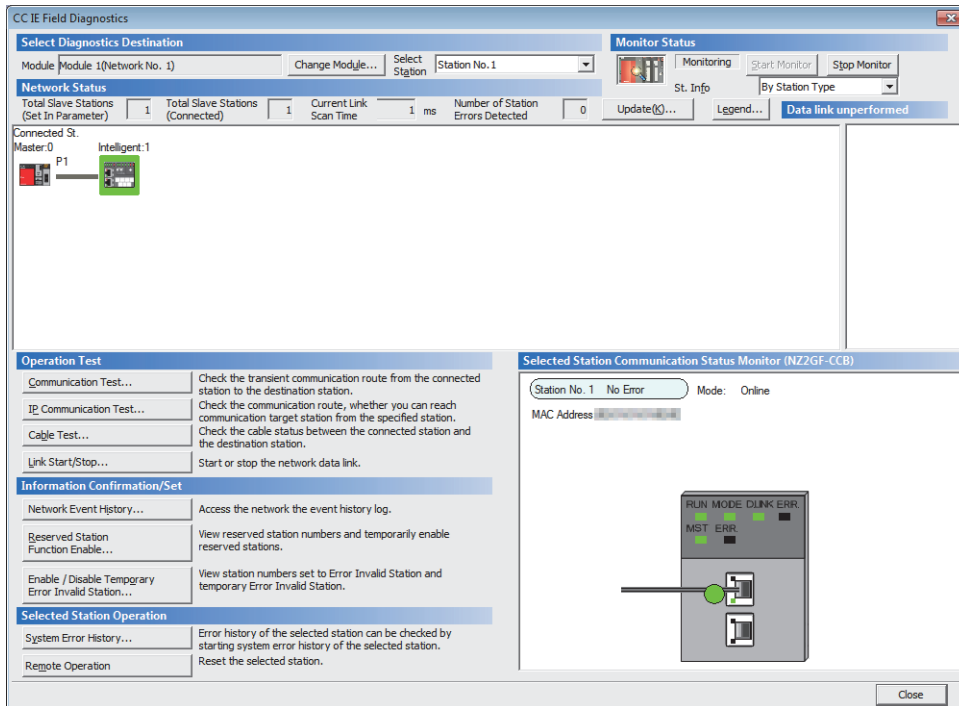 CC IE Field Diagnostics
Select Diagnostics Destination
Module Module 1(Network No. 1) Change Module... Select Station Station No.1
Monitor Status
Monitoring Start Monitor Stop Monitor
St. Info By Station Type
Network Status
Total Slave Stations (Set In Parameter) 1 Total Slave Stations (Connected) 1 Current Link Scan Time 1 ms Number of Station Errors Detected 0
Update(K)... Legend... Data link unperformed
Connected St.
Master:0 Intelligent:1
P1
Operation Test
Communication Test... Check the transient communication route from the connected station to the destination station.
IP Communication Test... Check the communication route, whether you can reach communication target station from the specified station.
Cable Test... Check the cable status between the connected station and the destination station.
Link Start/Stop... Start or stop the network data link.
Information Confirmation/Set
Network Event History... Access the network the event history log.
Reserved Station Function Enable... View reserved station numbers and temporarily enable reserved stations.
Enable / Disable Temporary Error Invalid Station... View station numbers set to Error Invalid Station and temporary Error Invalid Station.
Selected Station Operation
System Error History... Error history of the selected station can be checked by starting system error history of the selected station.
Remote Operation Reset the selected station.
Selected Station Communication Status Monitor (NZ2GF-CCB)
Station No. 1 No Error Mode: Online
MAC Address
RUN MODE DLINK ERR.
MST ERR.
Close